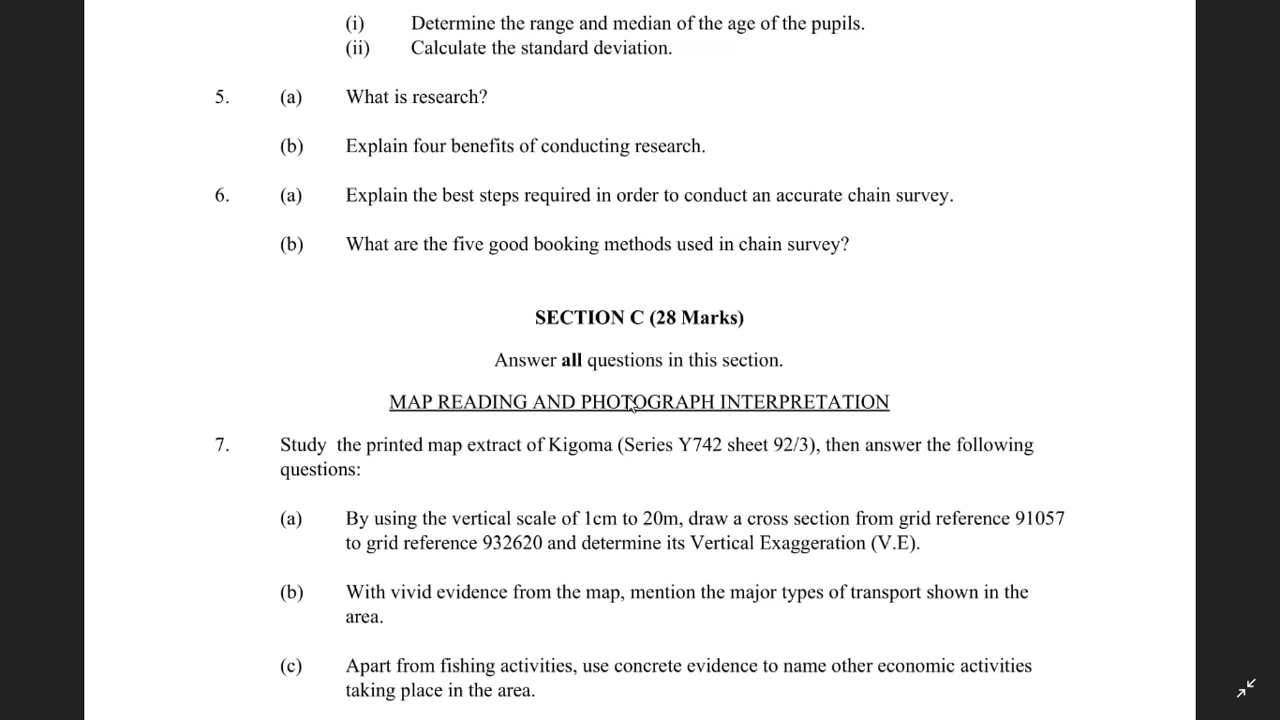 (i) Determine the range and median of the age of the pupils.
(ii) Calculate the standard deviation.
5. (a) What is research?
(b) Explain four benefits of conducting research.
6. (a) Explain the best steps required in order to conduct an accurate chain survey.
(b) What are the five good booking methods used in chain survey?
SECTION C (28 Marks)
Answer all questions in this section.
MAP READING AND PHOTOGRAPH INTERPRETATION
7. Study the printed map extract of Kigoma (Series Y742 sheet 92/3), then answer the following
questions:
(a) By using the vertical scale of 1cm to 20m, draw a cross section from grid reference 91057
to grid reference 932620 and determine its Vertical Exaggeration (V.E).
(b) With vivid evidence from the map, mention the major types of transport shown in the
area.
(c) Apart from fishing activities, use concrete evidence to name other economic activities
taking place in the area.